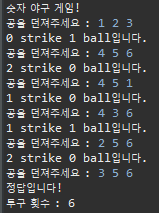 숫자 야구 게임!
공을 던져주세요 : 1 2 3
0 strike 1 ball입니다.
공을 던져주세요 : 4 5 6
2 strike 0 ball입니다.
공을 던져주세요 : 4 5 1
0 strike 1 ball입니다.
공을 던져주세요 : 4 3 6
1 strike 1 ball입니다.
공을 던져주세요 : 2 5 6
2 strike 0 ball입니다.
공을 던져주세요 : 3 5 6
정답입니다!
투구 횟수 : 6